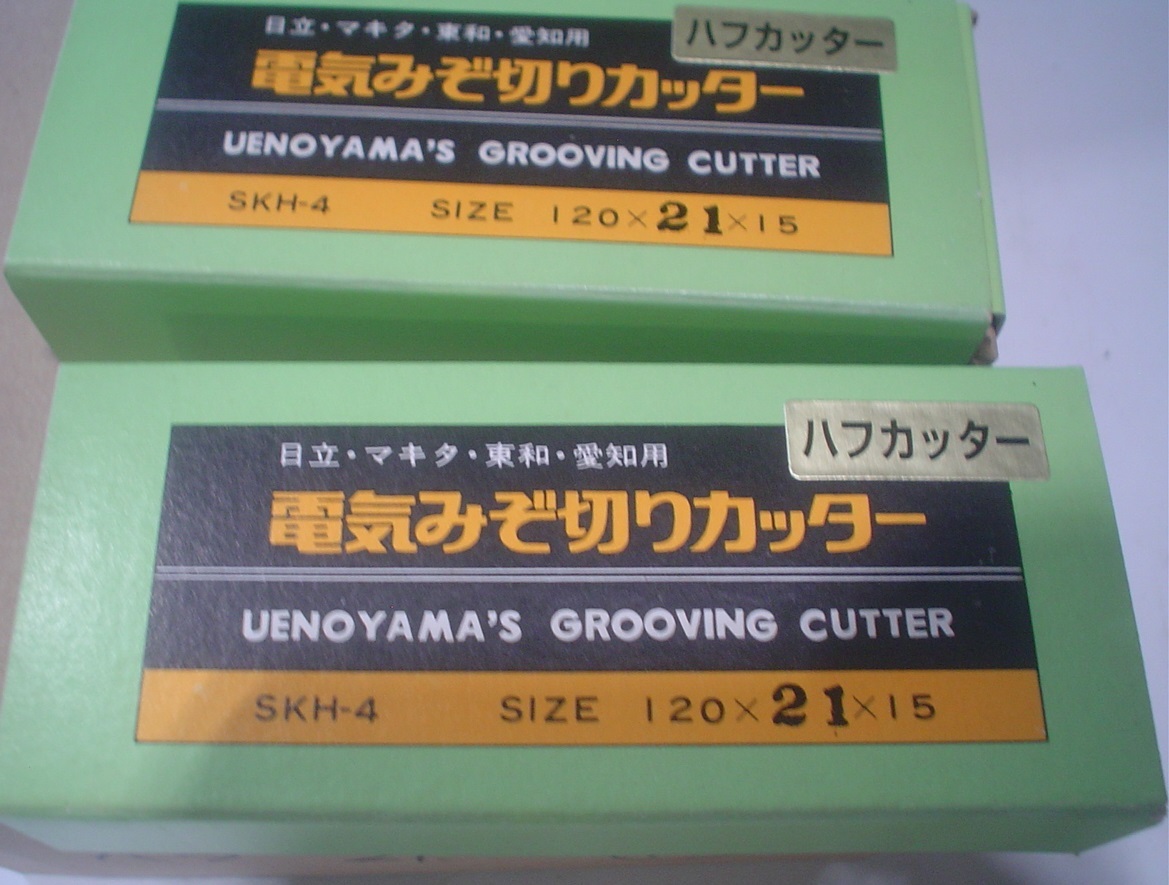 日立・マキタ・東和・愛知用
ハフカッター
電気みぞ切りカッター
UENOYAMA'S GROOVING CUTTER
SKH-4 SIZE 120×21×15
日立・マキタ・東和・愛知用
ハフカッター
電気みぞ切りカッター
UENOYAMA'S GROOVING CUTTER
SKH-4 SIZE 120×21×15